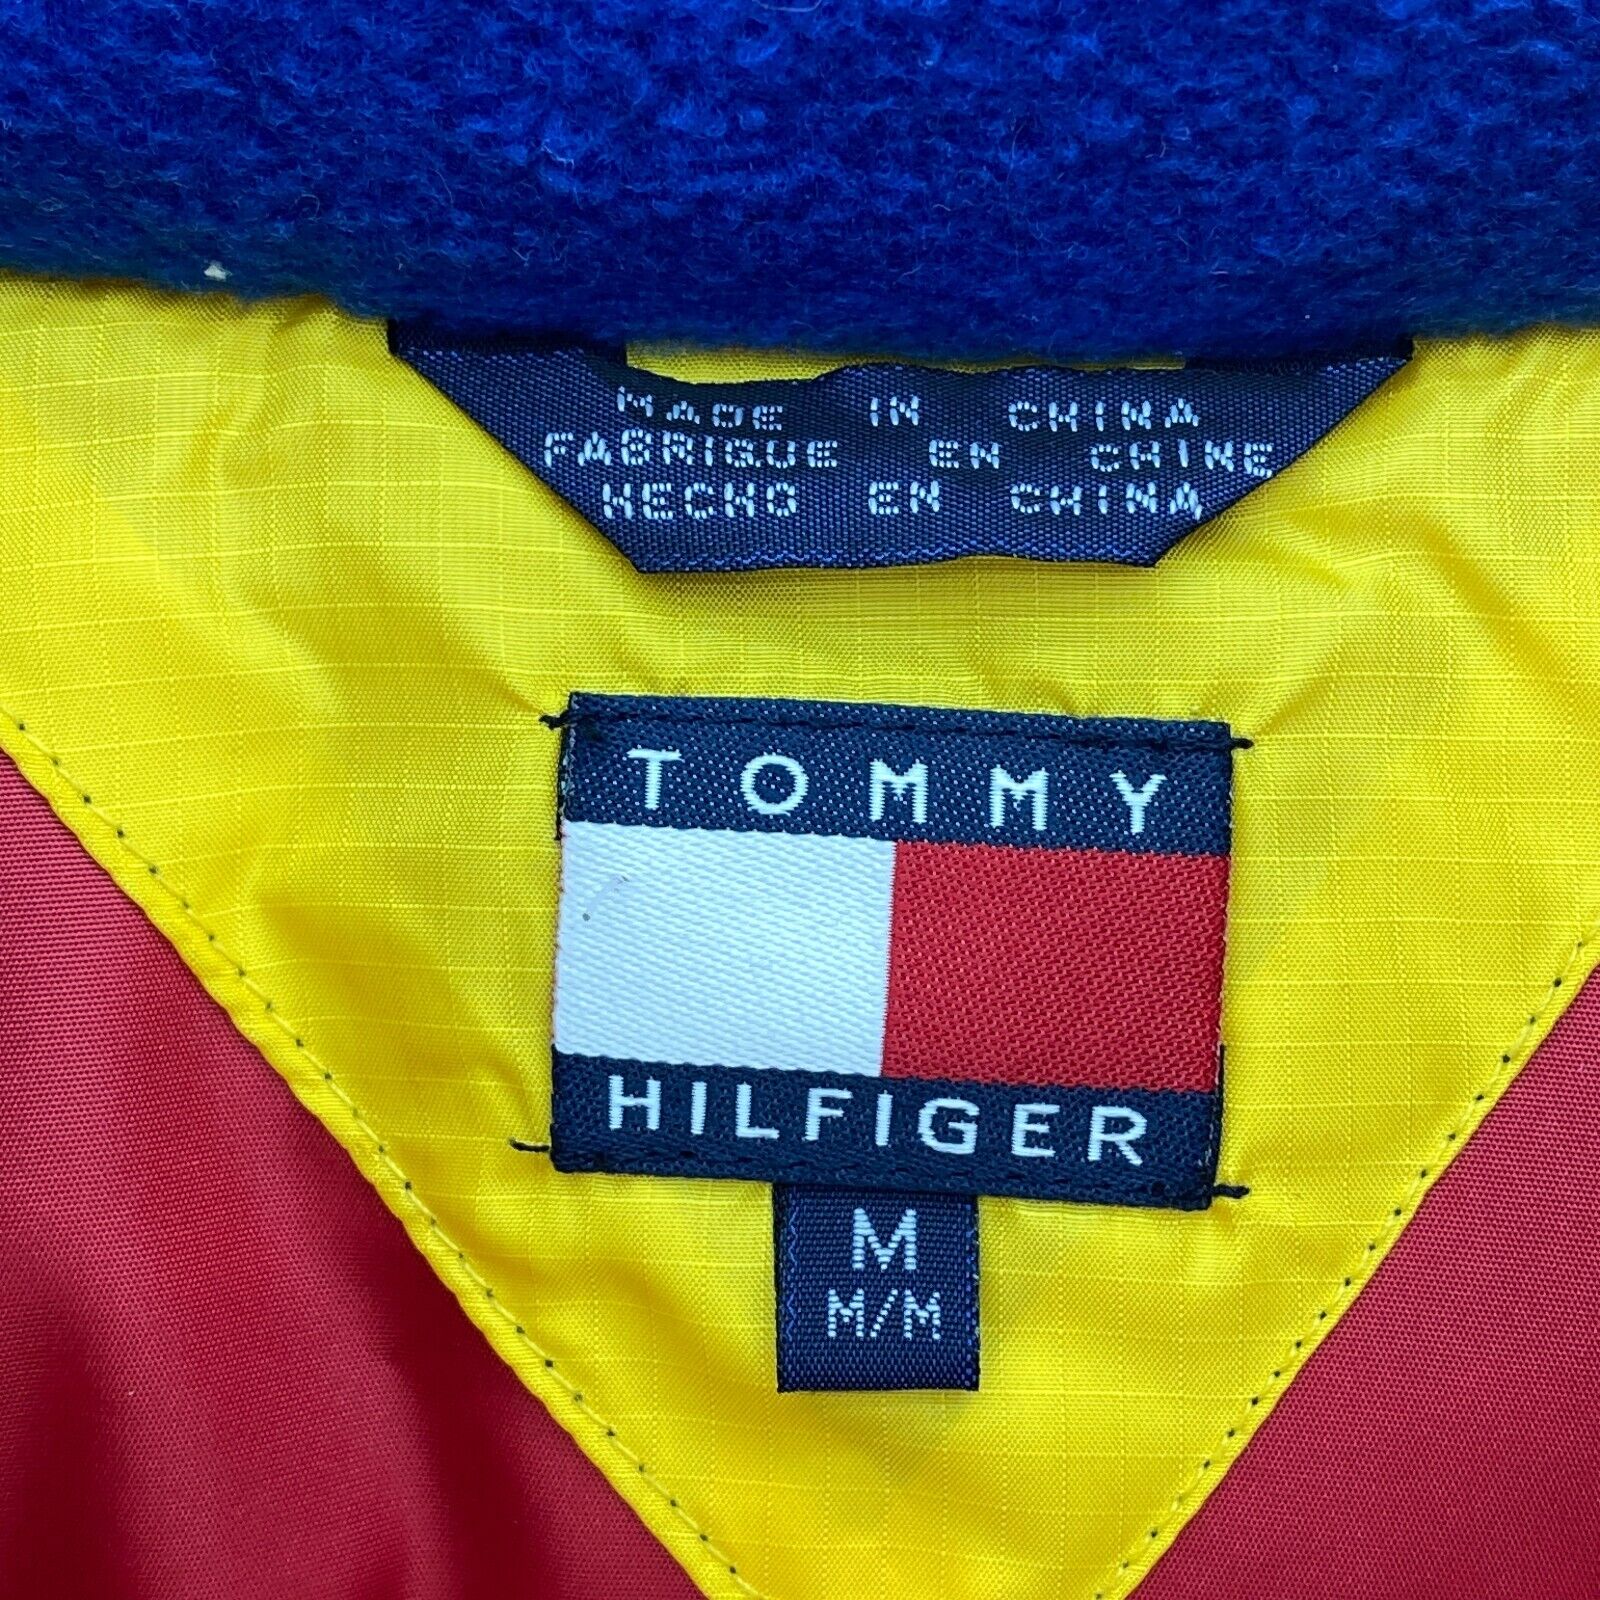 MADE IN CHINA
FABRIQUE EN CHINE
HECHO EN CHINA
TOMMY
HILFIGER
M
M/M